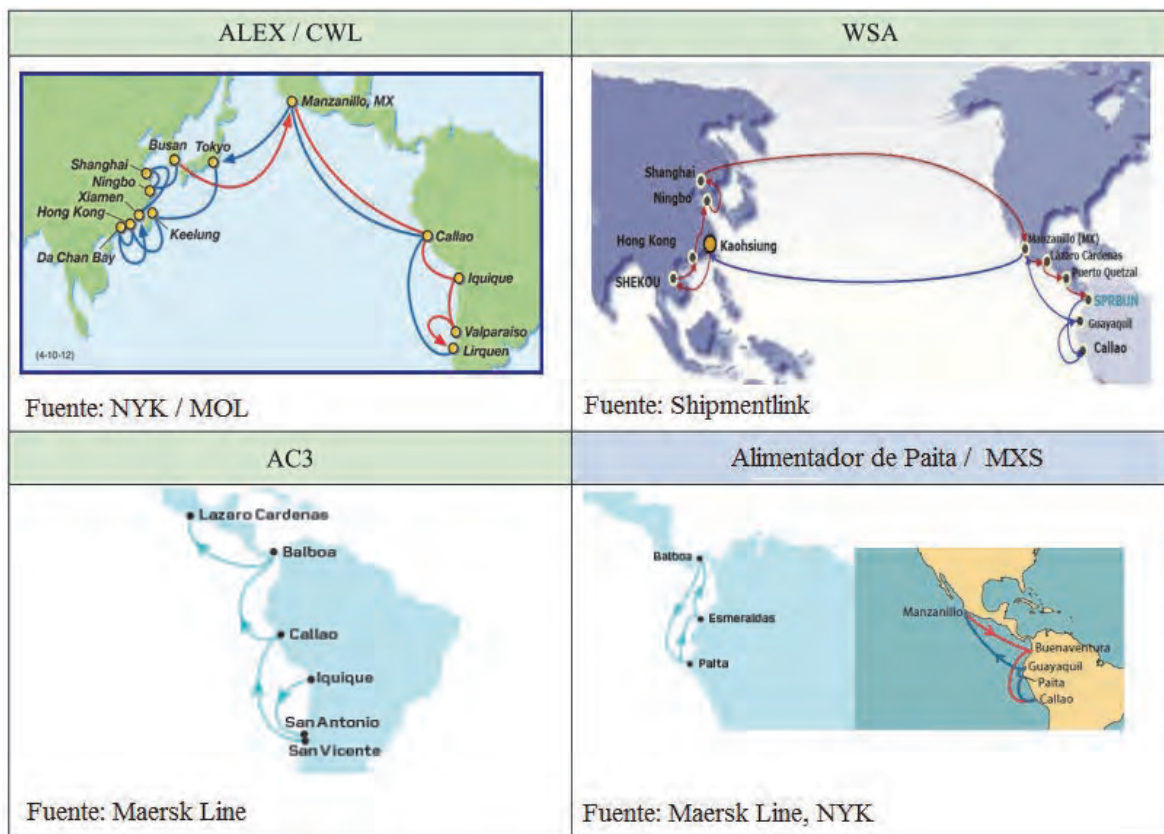 ALEX / CWL
WSA
Manzanillo, MX
Busan
Tokyo
Shanghai
Ningbo
Xiamen
Hong Kong
Keelung
Da Chan Bay
Callao
Iquique
Valparaiso
Lirquen
(4-10-12)
Fuente: NYK / MOL
Shanghai
Ningbo
Hong Kong
Kaohsiung
SHEKOU
Manzanillo (MX)
Lázaro Cárdenas
Puerto Quetzal
SPRBUN
Guayaquil
Callao
Fuente: Shipmentlink
AC3
Alimentador de Paita / MXS
Lazaro Cardenas
Balboa
Callao
Iquique
San Antonio
San Vicente
Fuente: Maersk Line
Balboa
Esmeraldas
Paita
Manzanillo
Buenaventura
Guayaquil
Paita
Callao
Fuente: Maersk Line, NYK